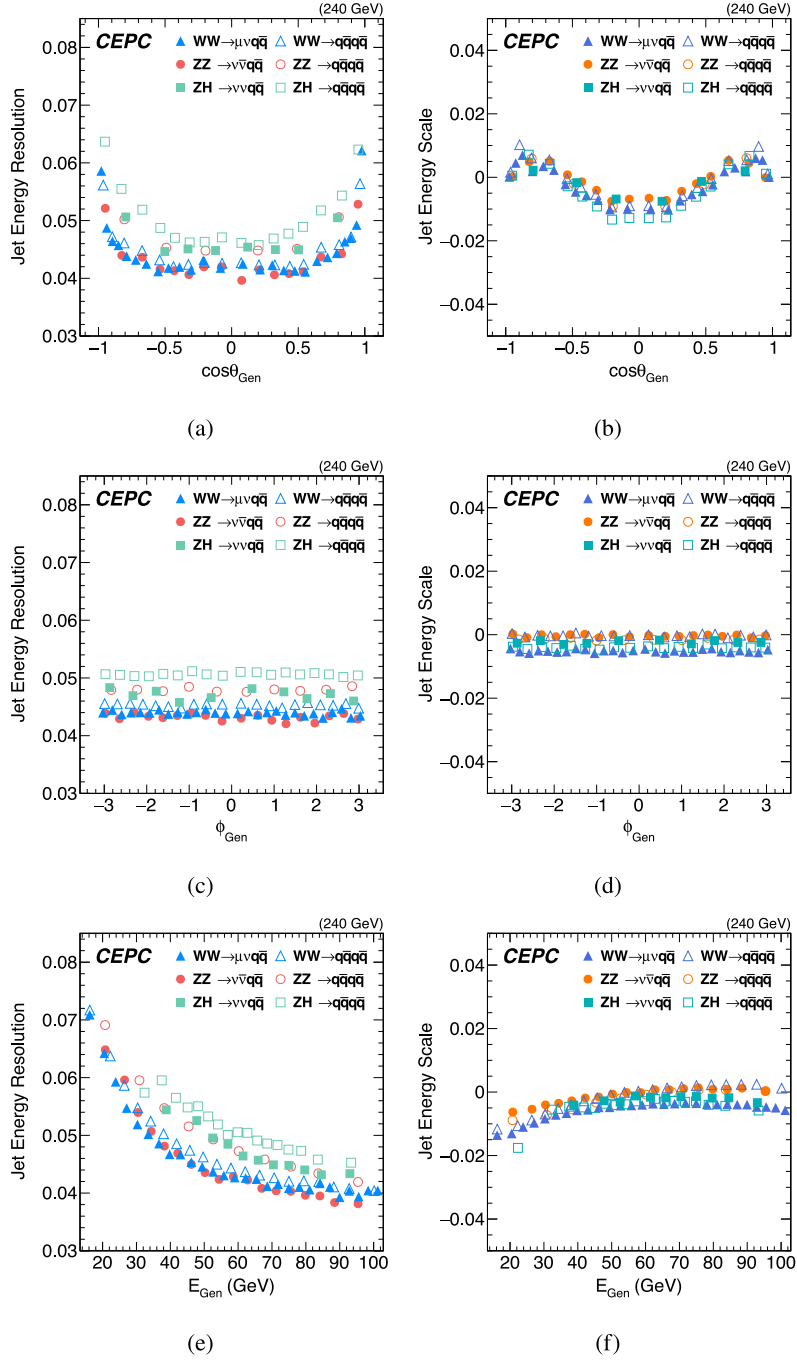 (240 GeV)
CEPC
WW→μνqq̅ WW→qq̅qq̅
ZZ →νν̅qq̅ ZZ →qq̅qq̅
ZH →ννqq̅ ZH →qq̅qq̅
0.08
0.07
0.06
0.05
0.04
0.03
Jet Energy Resolution
−1 −0.5 0 0.5 1
cosθGen
(a)
(240 GeV)
CEPC
WW→μνqq̅ WW→qq̅qq̅
ZZ →νν̅qq̅ ZZ →qq̅qq̅
ZH →ννqq̅ ZH →qq̅qq̅
0.04
0.02
0
−0.02
−0.04
Jet Energy Scale
−1 −0.5 0 0.5 1
cosθGen
(b)
(240 GeV)
CEPC
WW→μνqq̅ WW→qq̅qq̅
ZZ →νν̅qq̅ ZZ →qq̅qq̅
ZH →ννqq̅ ZH →qq̅qq̅
0.08
0.07
0.06
0.05
0.04
0.03
Jet Energy Resolution
−3 −2 −1 0 1 2 3
ϕGen
(c)
(240 GeV)
CEPC
WW→μνqq̅ WW→qq̅qq̅
ZZ →νν̅qq̅ ZZ →qq̅qq̅
ZH →ννqq̅ ZH →qq̅qq̅
0.04
0.02
0
−0.02
−0.04
Jet Energy Scale
−3 −2 −1 0 1 2 3
ϕGen
(d)
(240 GeV)
CEPC
WW→μνqq̅ WW→qq̅qq̅
ZZ →νν̅qq̅ ZZ →qq̅qq̅
ZH →ννqq̅ ZH →qq̅qq̅
0.08
0.07
0.06
0.05
0.04
0.03
Jet Energy Resolution
20 30 40 50 60 70 80 90 100
EGen (GeV)
(e)
(240 GeV)
CEPC
WW→μνqq̅ WW→qq̅qq̅
ZZ →νν̅qq̅ ZZ →qq̅qq̅
ZH →ννqq̅ ZH →qq̅qq̅
0.04
0.02
0
−0.02
−0.04
Jet Energy Scale
20 30 40 50 60 70 80 90 100
EGen (GeV)
(f)